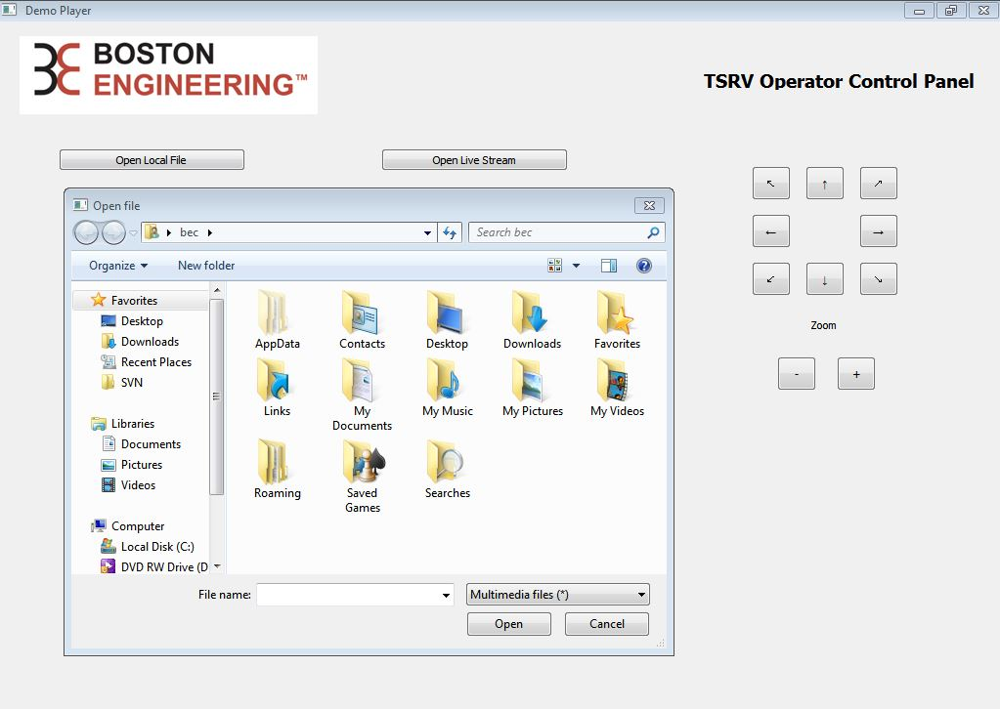 Demo Player
BOSTON
ENGINEERING™
TSRV Operator Control Panel
Open Local File
Open Live Stream
Open file
bec
Search bec
Organize
New folder
Favorites
Desktop
Downloads
Recent Places
SVN
Libraries
Documents
Pictures
Videos
Computer
Local Disk (C:)
DVD RW Drive (D
AppData
Contacts
Desktop
Downloads
Favorites
Links
My
Documents
My Music
My Pictures
My Videos
Roaming
Saved
Games
Searches
File name:
Multimedia files (*)
Open
Cancel
↖ ↑ ↗
← →
↙ ↓ ↘
Zoom
- +